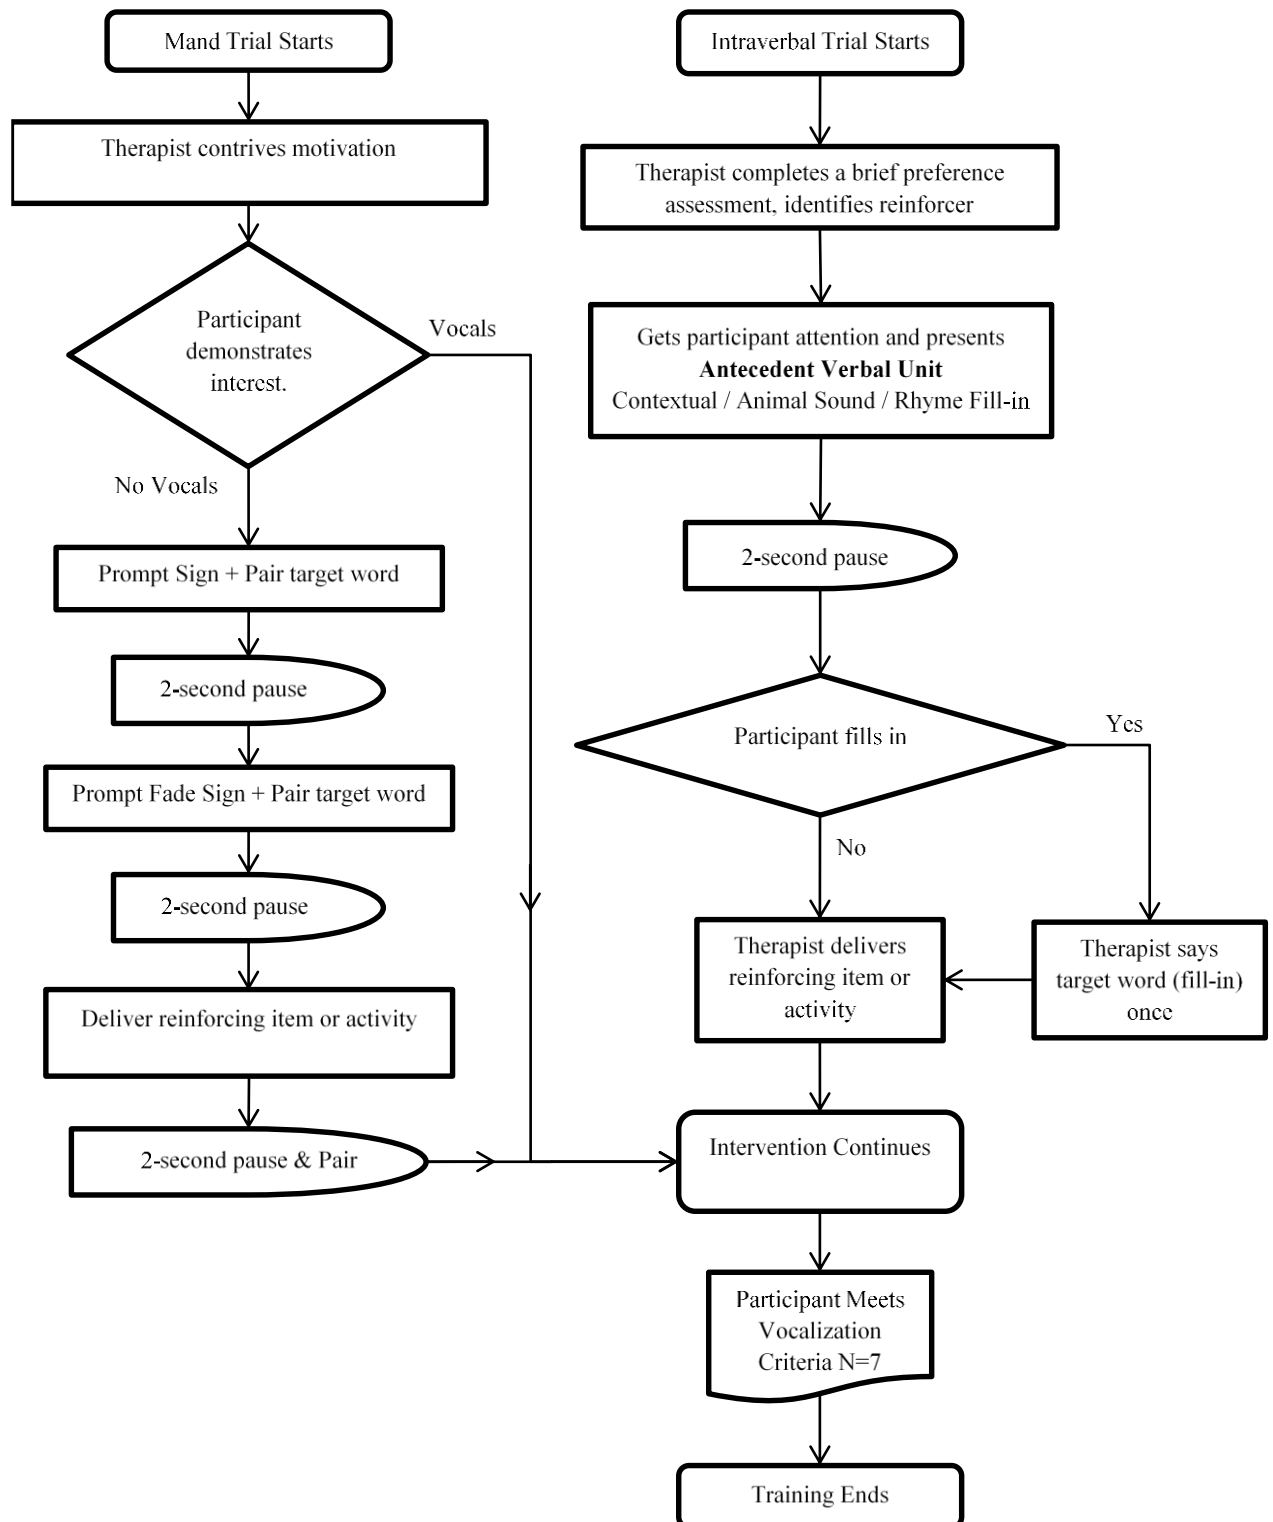 Mand Trial Starts
Therapist contrives motivation
Participant
demonstrates
interest.
Vocals
No Vocals
Prompt Sign + Pair target word
2-second pause
Prompt Fade Sign + Pair target word
2-second pause
Deliver reinforcing item or activity
2-second pause & Pair
Intraverbal Trial Starts
Therapist completes a brief preference
assessment, identifies reinforcer
Gets participant attention and presents
Antecedent Verbal Unit
Contextual / Animal Sound / Rhyme Fill-in
2-second pause
Participant fills in
Yes
No
Therapist delivers
reinforcing item or
activity
Therapist says
target word (fill-in)
once
Intervention Continues
Participant Meets
Vocalization
Criteria N=7
Training Ends